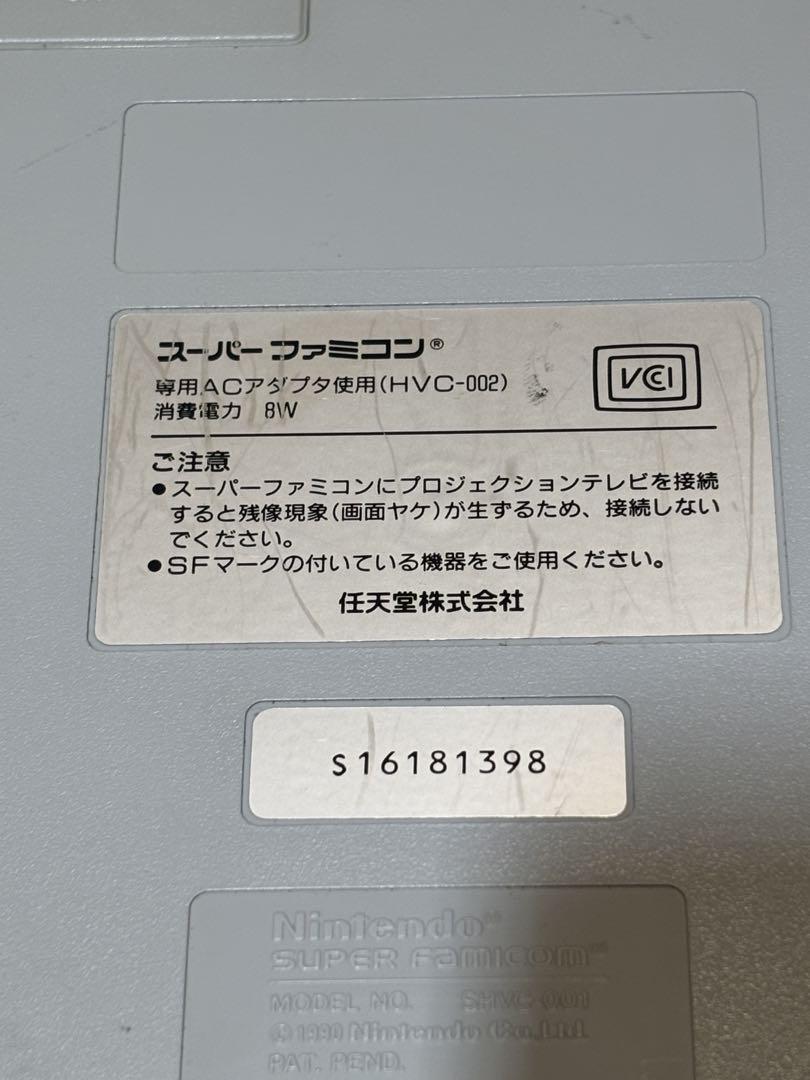 スーパーファミコン®
専用ACアダプタ使用(HVC-002)
消費電力 8W
VCCI
ご注意
●スーパーファミコンにプロジェクションテレビを接続
すると残像現象(画面ヤケ)が生ずるため、接続しない
でください。
●SFマークの付いている機器をご使用ください。
任天堂株式会社
S16181398
Nintendo®
SUPER FAMICOM™
MODEL NO. SHVC-001
©1990 Nintendo Co.,Ltd.
PAT. PEND.